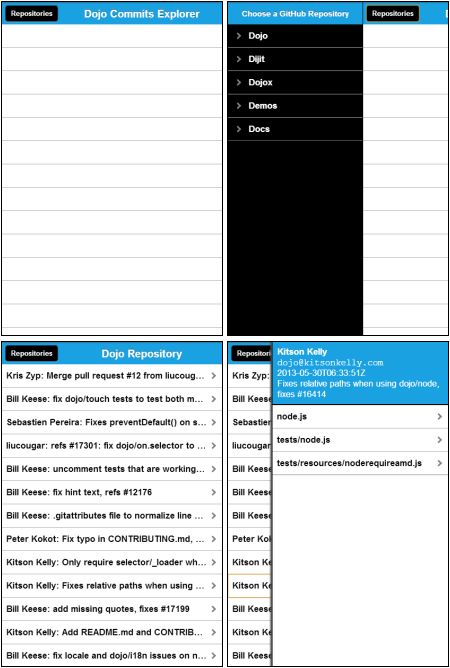 Repositories
Dojo Commits Explorer
Choose a GitHub Repository
Repositories
Dojo
Dijit
Dojox
Demos
Docs
Repositories
Dojo Repository
Kris Zyp: Merge pull request #12 from liucoug...
Bill Keese: fix dojo/touch tests to test both m...
Sebastien Pereira: Fixes preventDefault() on s...
liucougar: refs #17301: fix dojo/on.selector to ...
Bill Keese: uncomment tests that are working...
Bill Keese: fix hint text, refs #12176
Bill Keese: .gitattributes file to normalize line ...
Peter Kokot: Fix typo in CONTRIBUTING.md, ...
Kitson Kelly: Only require selector/_loader wh...
Kitson Kelly: Fixes relative paths when using ...
Bill Keese: add missing quotes, fixes #17199
Kitson Kelly: Add README.md and CONTRIB...
Bill Keese: fix locale and dojo/i18n issues on n...
Repositori
Kris Zyp:
Bill Keese
Sebastien
liucougar
Bill Keese
Bill Keese
Bill Keese
Peter Kok
Kitson Ke
Kitson Ke
Bill Keese
Kitson Ke
Bill Keese
Kitson Kelly
dojo@kitsonkelly.com
2013-05-30T06:33:51Z
Fixes relative paths when using dojo/node,
fixes #16414
node.js
tests/node.js
tests/resources/noderequireamd.js